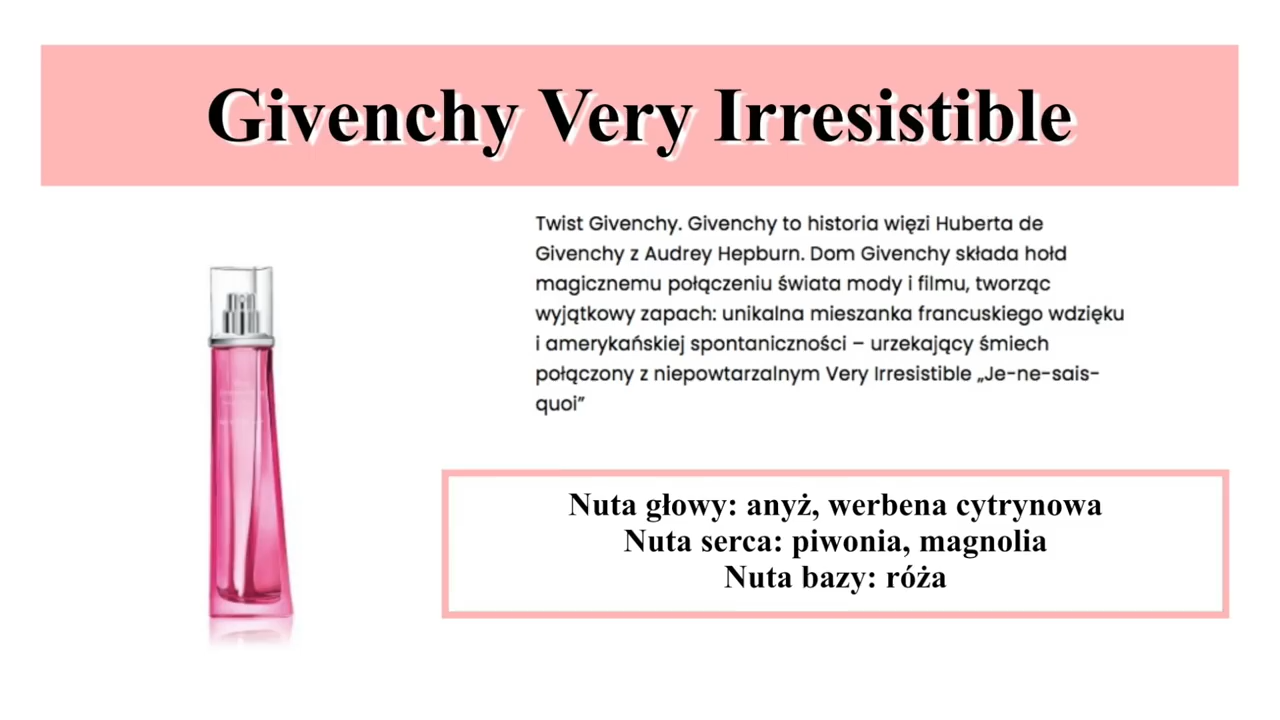 Givenchy Very Irresistible
Twist Givenchy. Givenchy to historia więzi Huberta de
Givenchy z Audrey Hepburn. Dom Givenchy składa hołd
magicznemu połączeniu świata mody i filmu, tworząc
wyjątkowy zapach: unikalna mieszanka francuskiego wdzięku
i amerykańskiej spontaniczności – urzekający śmiech
połączony z niepowtarzalnym Very Irresistible „Je-ne-sais-
quoi”
Nuta głowy: anyż, werbena cytrynowa
Nuta serca: piwonia, magnolia
Nuta bazy: róża